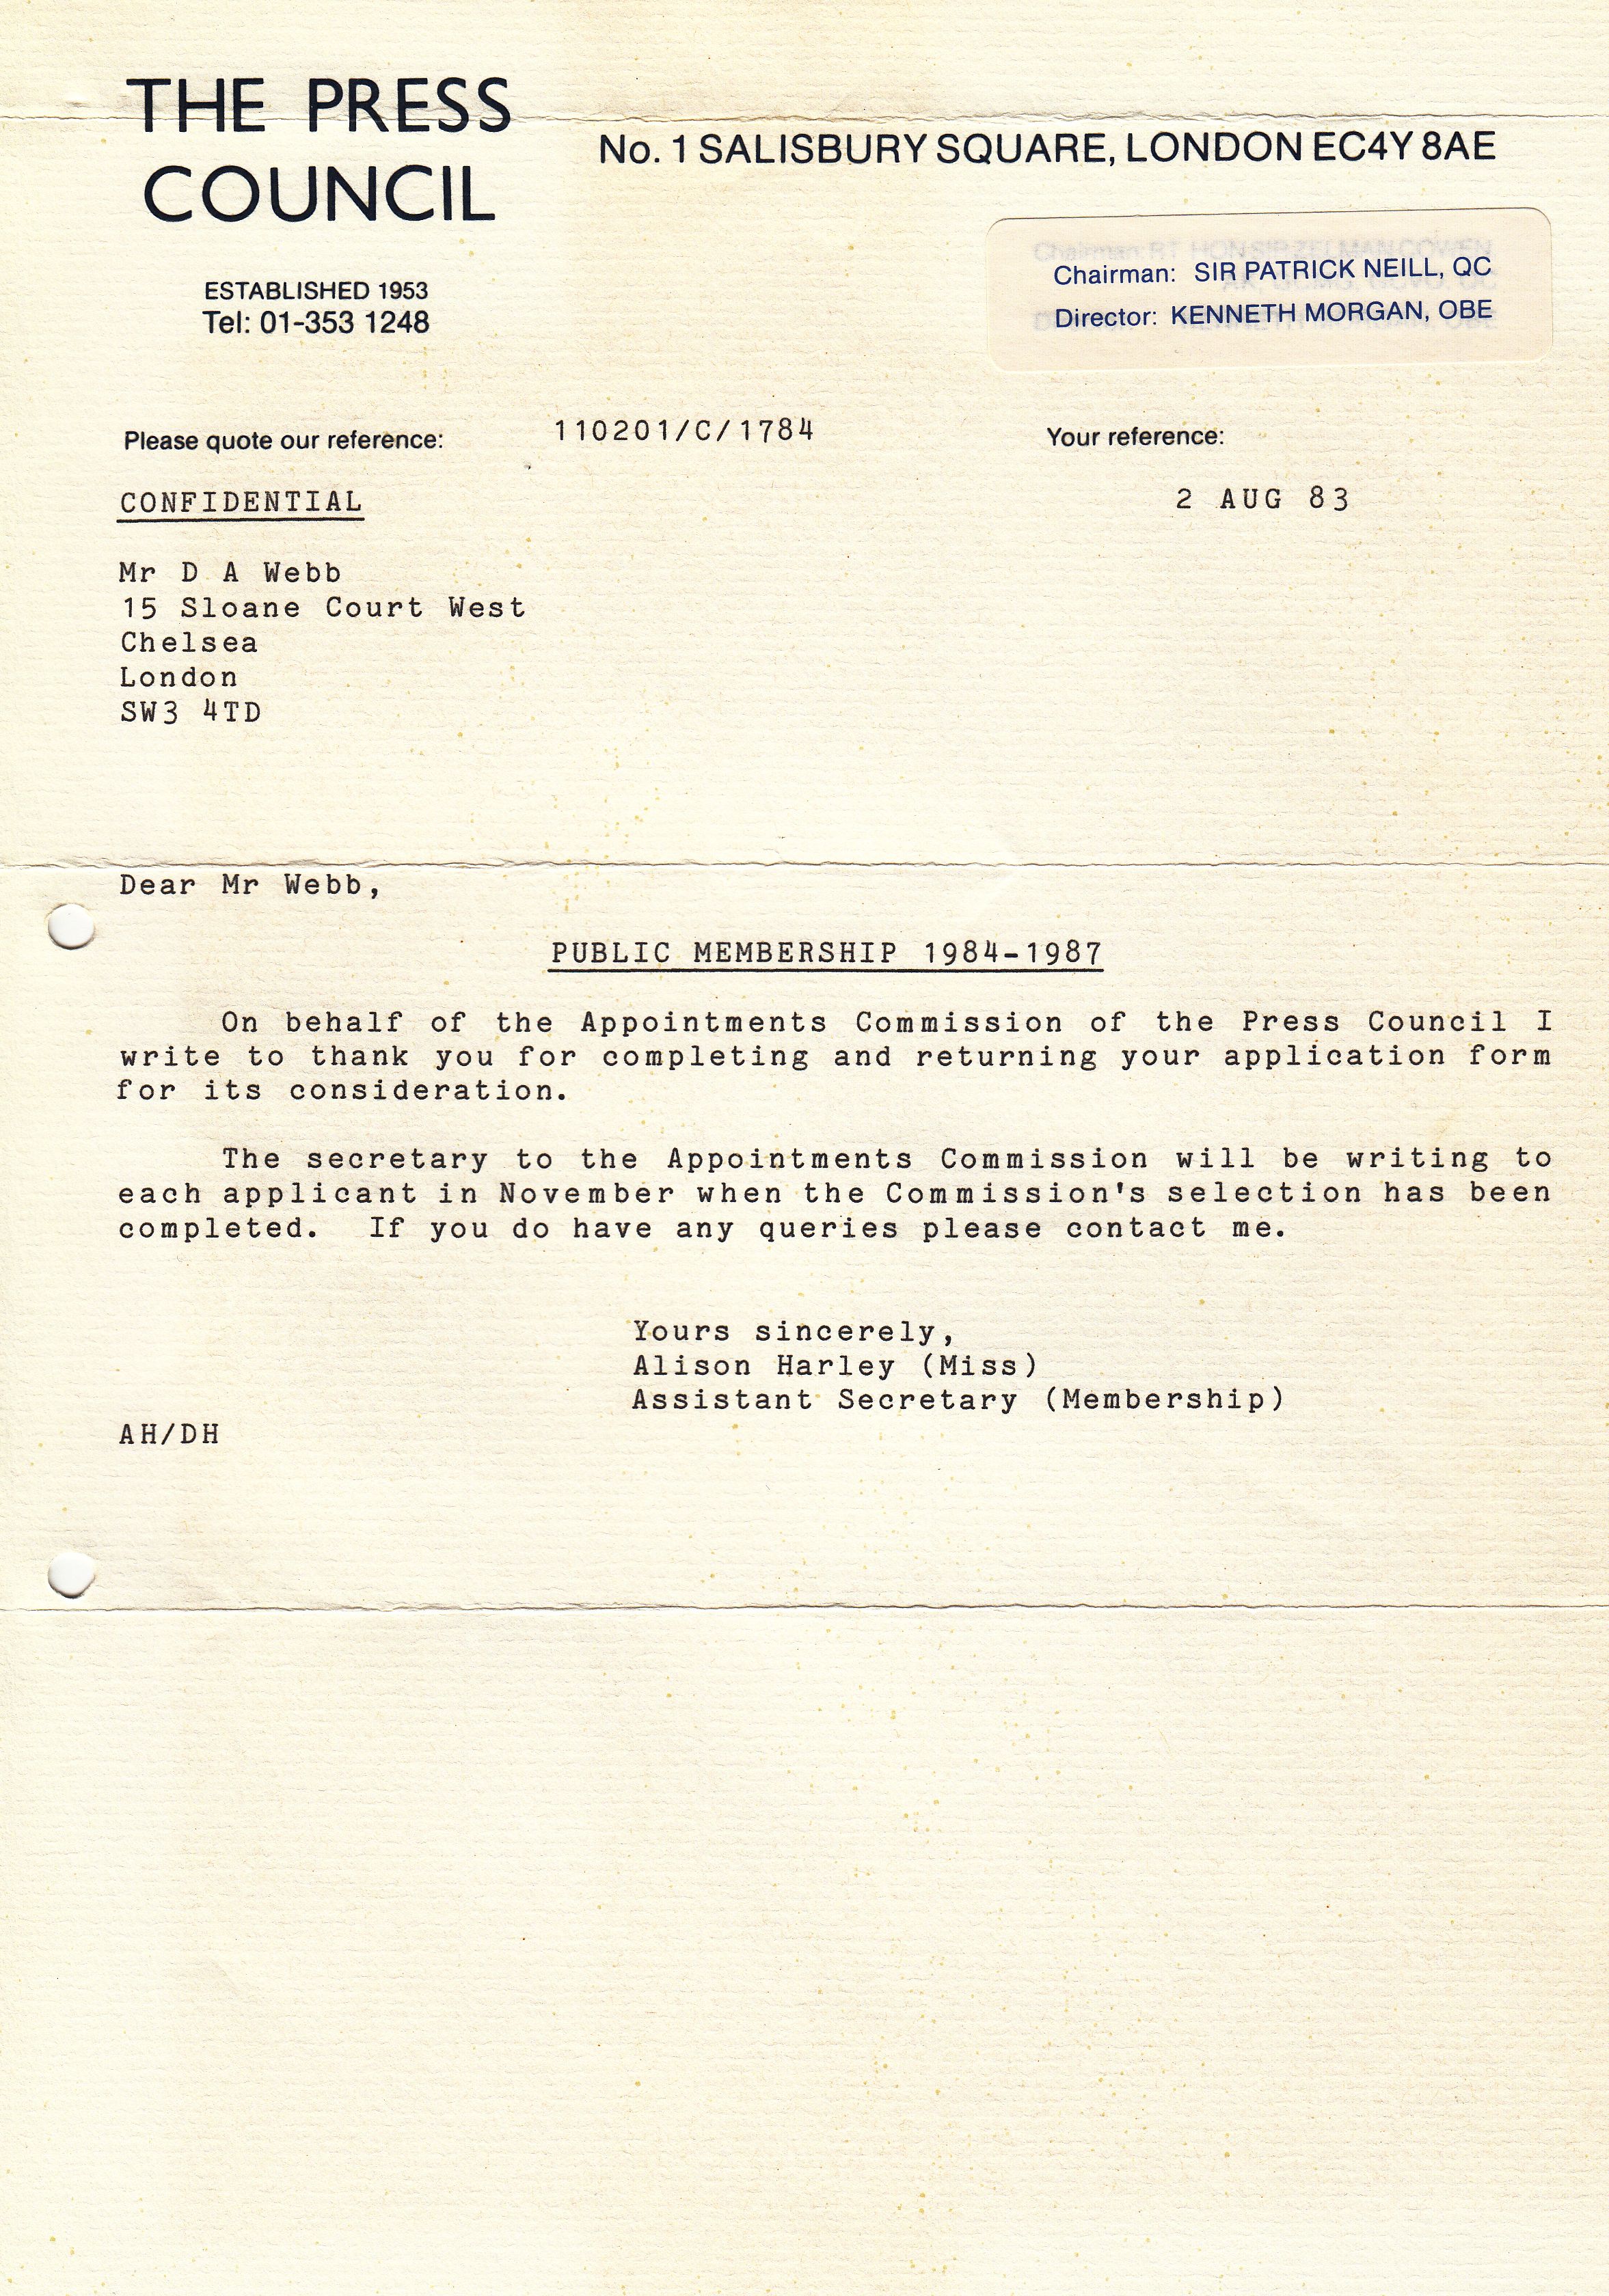 THE PRESS
COUNCIL
No. 1 SALISBURY SQUARE, LONDON EC4Y 8AE
ESTABLISHED 1953
Tel: 01-353 1248
Chairman: RT HON SIR ZELMAN COWEN
Chairman: SIR PATRICK NEILL, QC
Director: KENNETH MORGAN, OBE
Please quote our reference: 110201/C/1784
Your reference:
CONFIDENTIAL
2 AUG 83
Mr D A Webb
15 Sloane Court West
Chelsea
London
SW3 4TD
Dear Mr Webb,
PUBLIC MEMBERSHIP 1984-1987
On behalf of the Appointments Commission of the Press Council I
write to thank you for completing and returning your application form
for its consideration.
The secretary to the Appointments Commission will be writing to
each applicant in November when the Commission's selection has been
completed. If you do have any queries please contact me.
Yours sincerely,
Alison Harley (Miss)
Assistant Secretary (Membership)
AH/DH